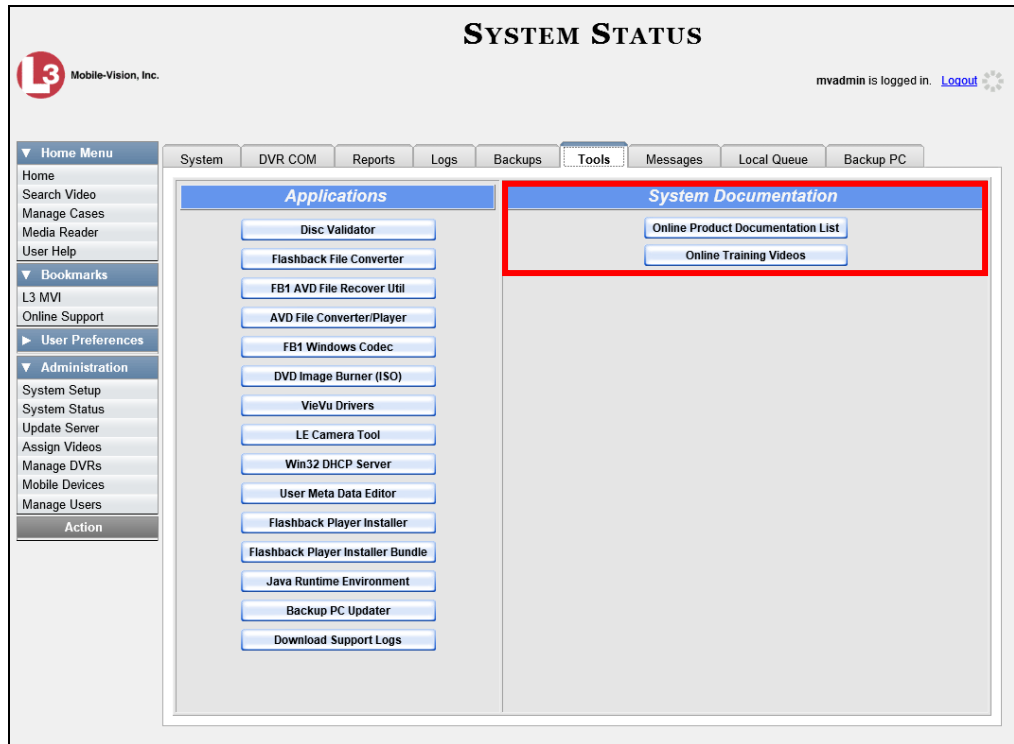 SYSTEM STATUS
L3 Mobile-Vision, Inc.
mvadmin is logged in. Logout
Home Menu
Home
Search Video
Manage Cases
Media Reader
User Help
Bookmarks
L3 MVI
Online Support
User Preferences
Administration
System Setup
System Status
Update Server
Assign Videos
Manage DVRs
Mobile Devices
Manage Users
Action
System DVR COM Reports Logs Backups Tools Messages Local Queue Backup PC
Applications
Disc Validator
Flashback File Converter
FB1 AVD File Recover Util
AVD File Converter/Player
FB1 Windows Codec
DVD Image Burner (ISO)
VieVu Drivers
LE Camera Tool
Win32 DHCP Server
User Meta Data Editor
Flashback Player Installer
Flashback Player Installer Bundle
Java Runtime Environment
Backup PC Updater
Download Support Logs
System Documentation
Online Product Documentation List
Online Training Videos